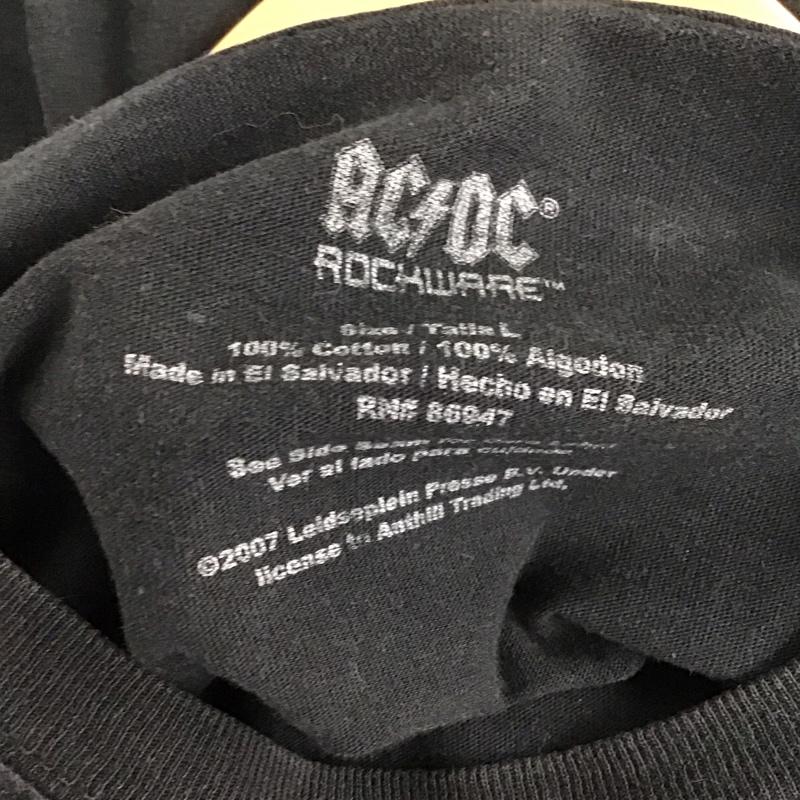 AC⚡DC®
ROCKWARE™
Size / Talla L
100% Cotton / 100% Algodon
Made in El Salvador / Hecho en El Salvador
RN# 86947
See Side Seam for Care Label
Ver al lado para cuidados
©2007 Leidseplein Presse B.V. Under
license to Anthill Trading Ltd.